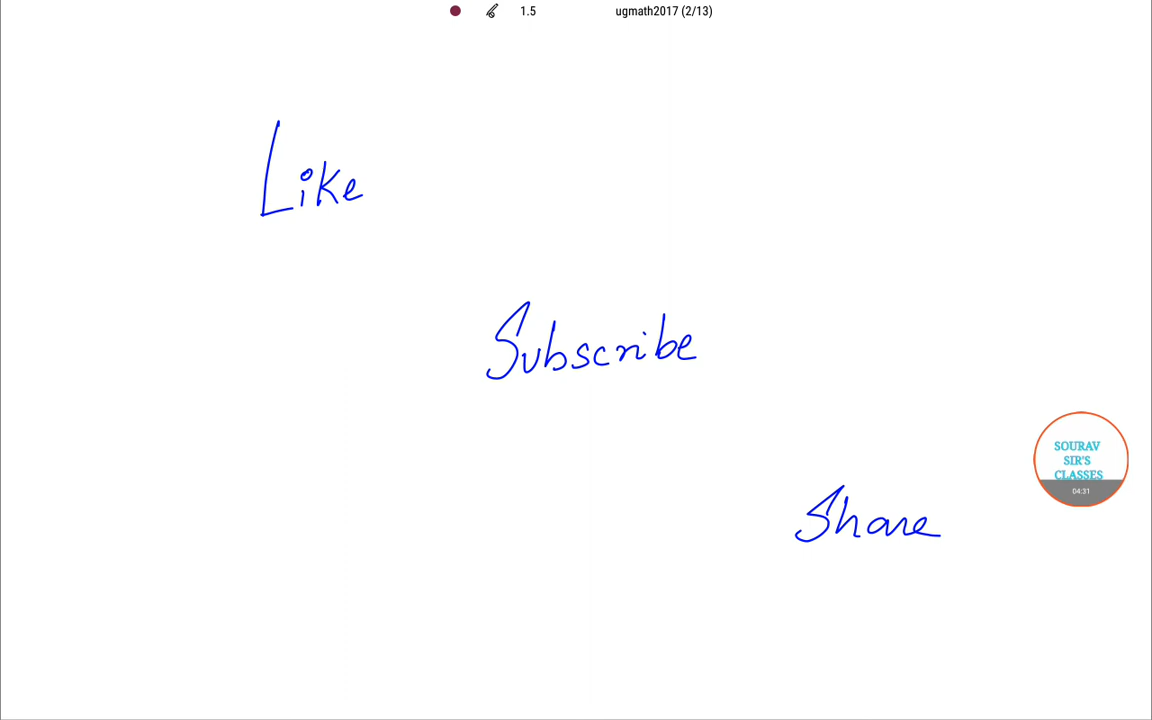 1.5 ugmath2017 (2/13)
Like
Subscribe
SOURAV
SIR'S
CLASSES
04:31
Share